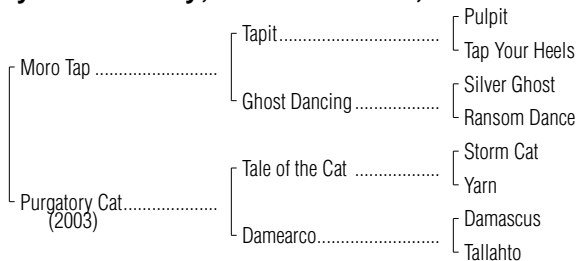 Pulpit
Tapit
Tap Your Heels
Moro Tap
Silver Ghost
Ghost Dancing
Ransom Dance
Storm Cat
Tale of the Cat
Yarn
Purgatory Cat
(2003)
Damascus
Damearco
Tallahto